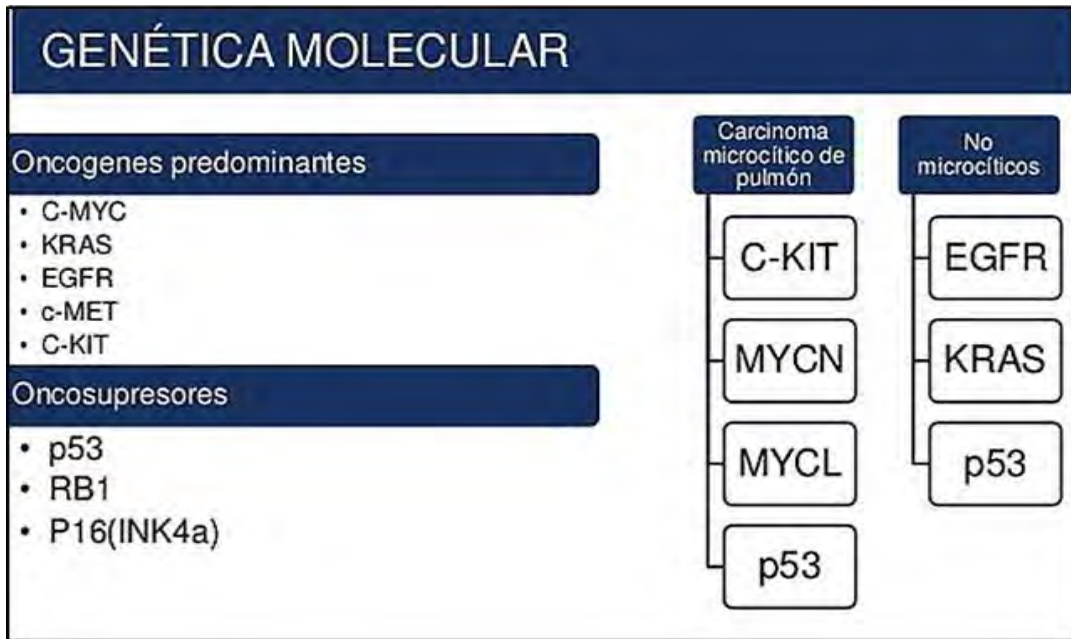 GENÉTICA MOLECULAR
Oncogenes predominantes
• C-MYC
• KRAS
• EGFR
• c-MET
• C-KIT
Oncosupresores
• p53
• RB1
• P16(INK4a)
Carcinoma
microcítico de
pulmón
C-KIT
MYCN
MYCL
p53
No
microcíticos
EGFR
KRAS
p53